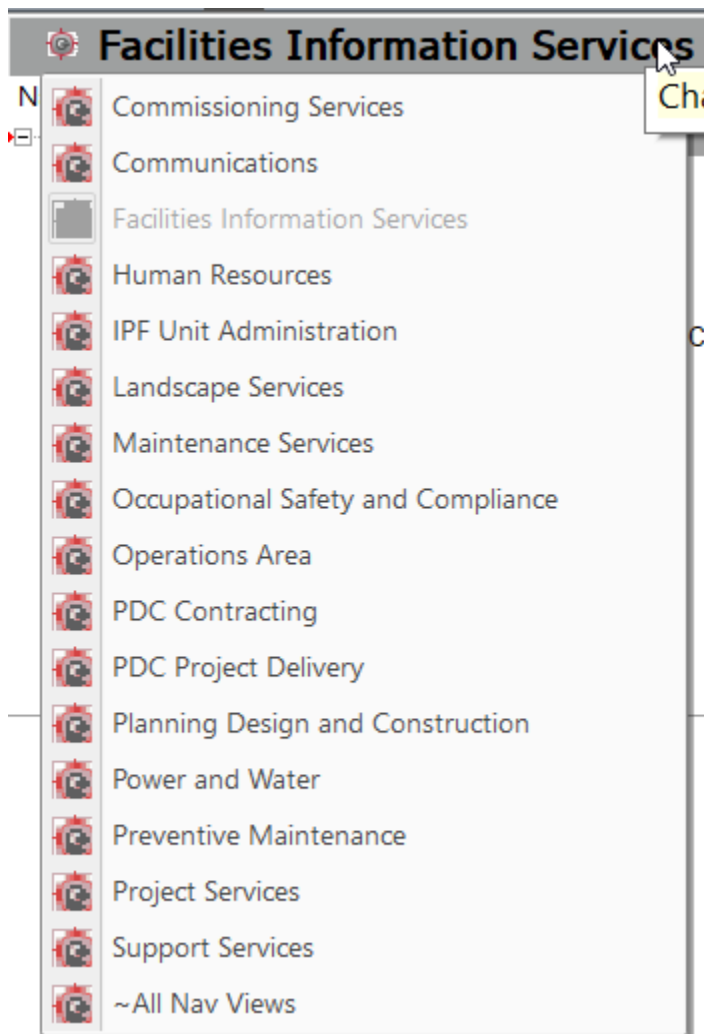 Facilities Information Services
N
Cha
Commissioning Services
Communications
Facilities Information Services
Human Resources
IPF Unit Administration
Landscape Services
Maintenance Services
Occupational Safety and Compliance
Operations Area
PDC Contracting
PDC Project Delivery
Planning Design and Construction
Power and Water
Preventive Maintenance
Project Services
Support Services
~All Nav Views